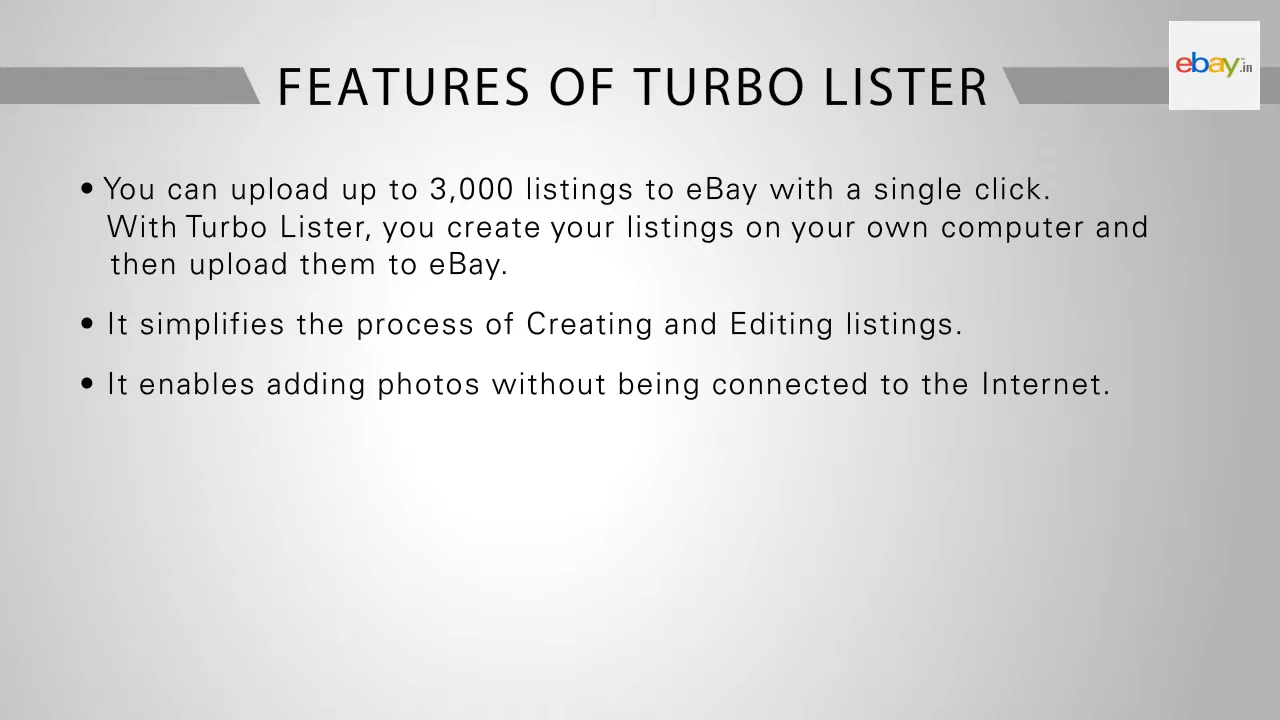 FEATURES OF TURBO LISTER
ebay.in
• You can upload up to 3,000 listings to eBay with a single click.
With Turbo Lister, you create your listings on your own computer and
then upload them to eBay.
• It simplifies the process of Creating and Editing listings.
• It enables adding photos without being connected to the Internet.